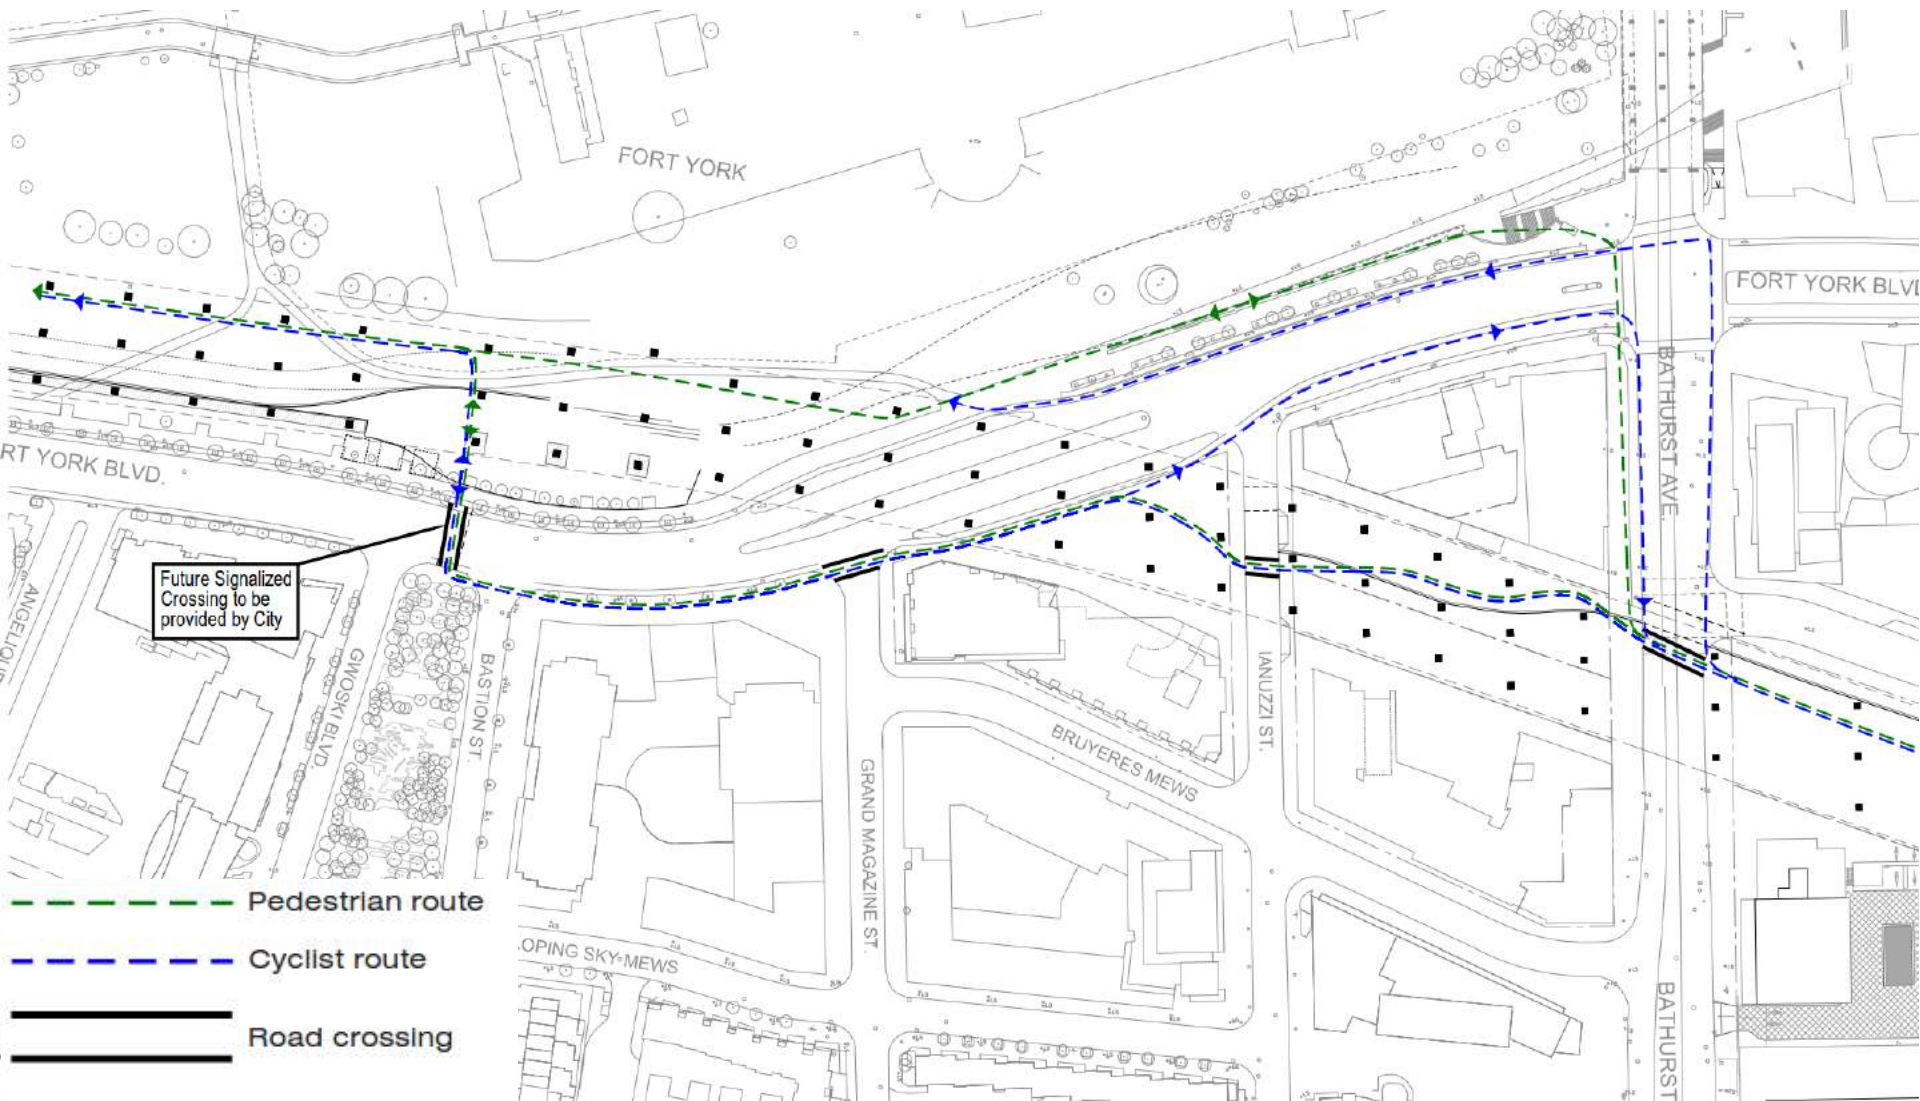 FORT YORK
FORT YORK BLVD
RT YORK BLVD.
BATHURST AVE.
Future Signalized
Crossing to be
provided by City
GWOSKI BLVD.
BASTION ST.
IANUZZI ST.
BRUYERES MEWS
GRAND MAGAZINE ST.
OPING SKY MEWS
BATHURST
Pedestrian route
Cyclist route
Road crossing